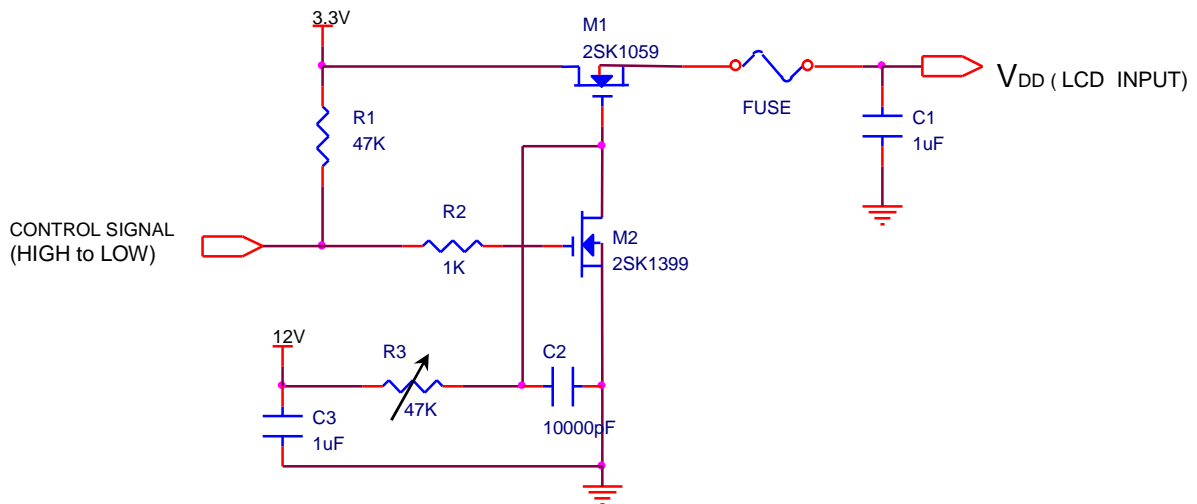 3.3V
M1
2SK1059
FUSE
VDD ( LCD INPUT)
R1
47K
C1
1uF
CONTROL SIGNAL
(HIGH to LOW)
R2
1K
M2
2SK1399
12V
R3
47K
C2
10000pF
C3
1uF